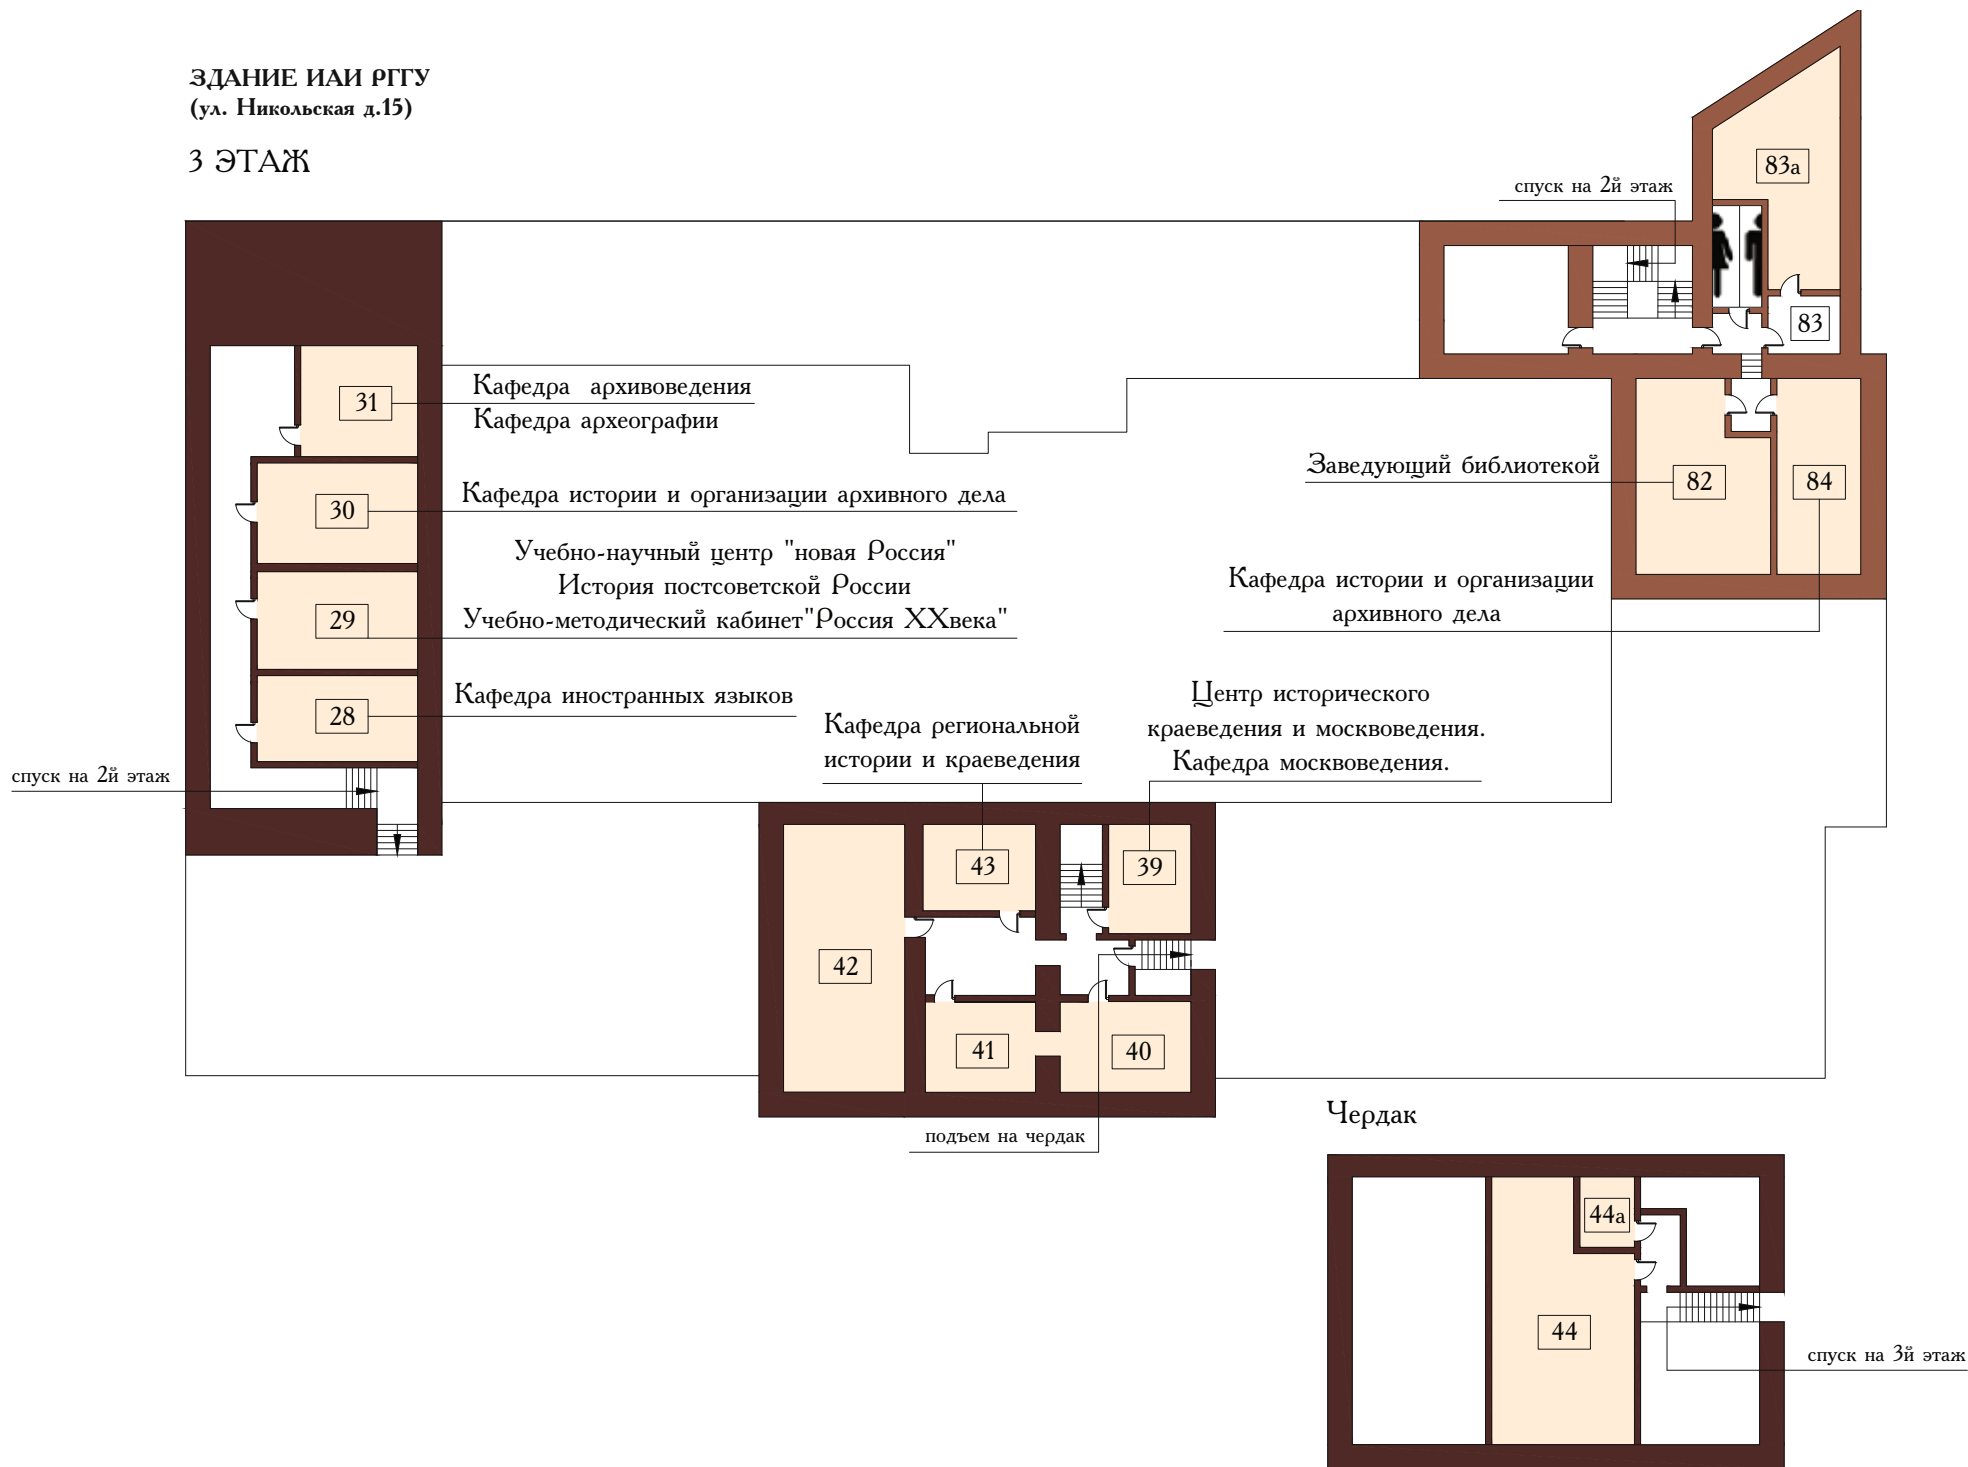 ЗДАНИЕ ИАИ РГГУ
(ул. Никольская д.15)
3 ЭТАЖ
спуск на 2й этаж
83а
83
31
Кафедра архивоведения
Кафедра археографии
30
Кафедра истории и организации архивного дела
Учебно-научный центр "новая Россия"
История постсоветской России
29
Учебно-методический кабинет"Россия XXвека"
28
Кафедра иностранных языков
спуск на 2й этаж
Заведующий библиотекой
82
84
Кафедра истории и организации
архивного дела
Кафедра региональной
истории и краеведения
Центр исторического
краеведения и москвоведения.
Кафедра москвоведения.
43
39
42
41
40
подъем на чердак
Чердак
44а
44
спуск на 3й этаж